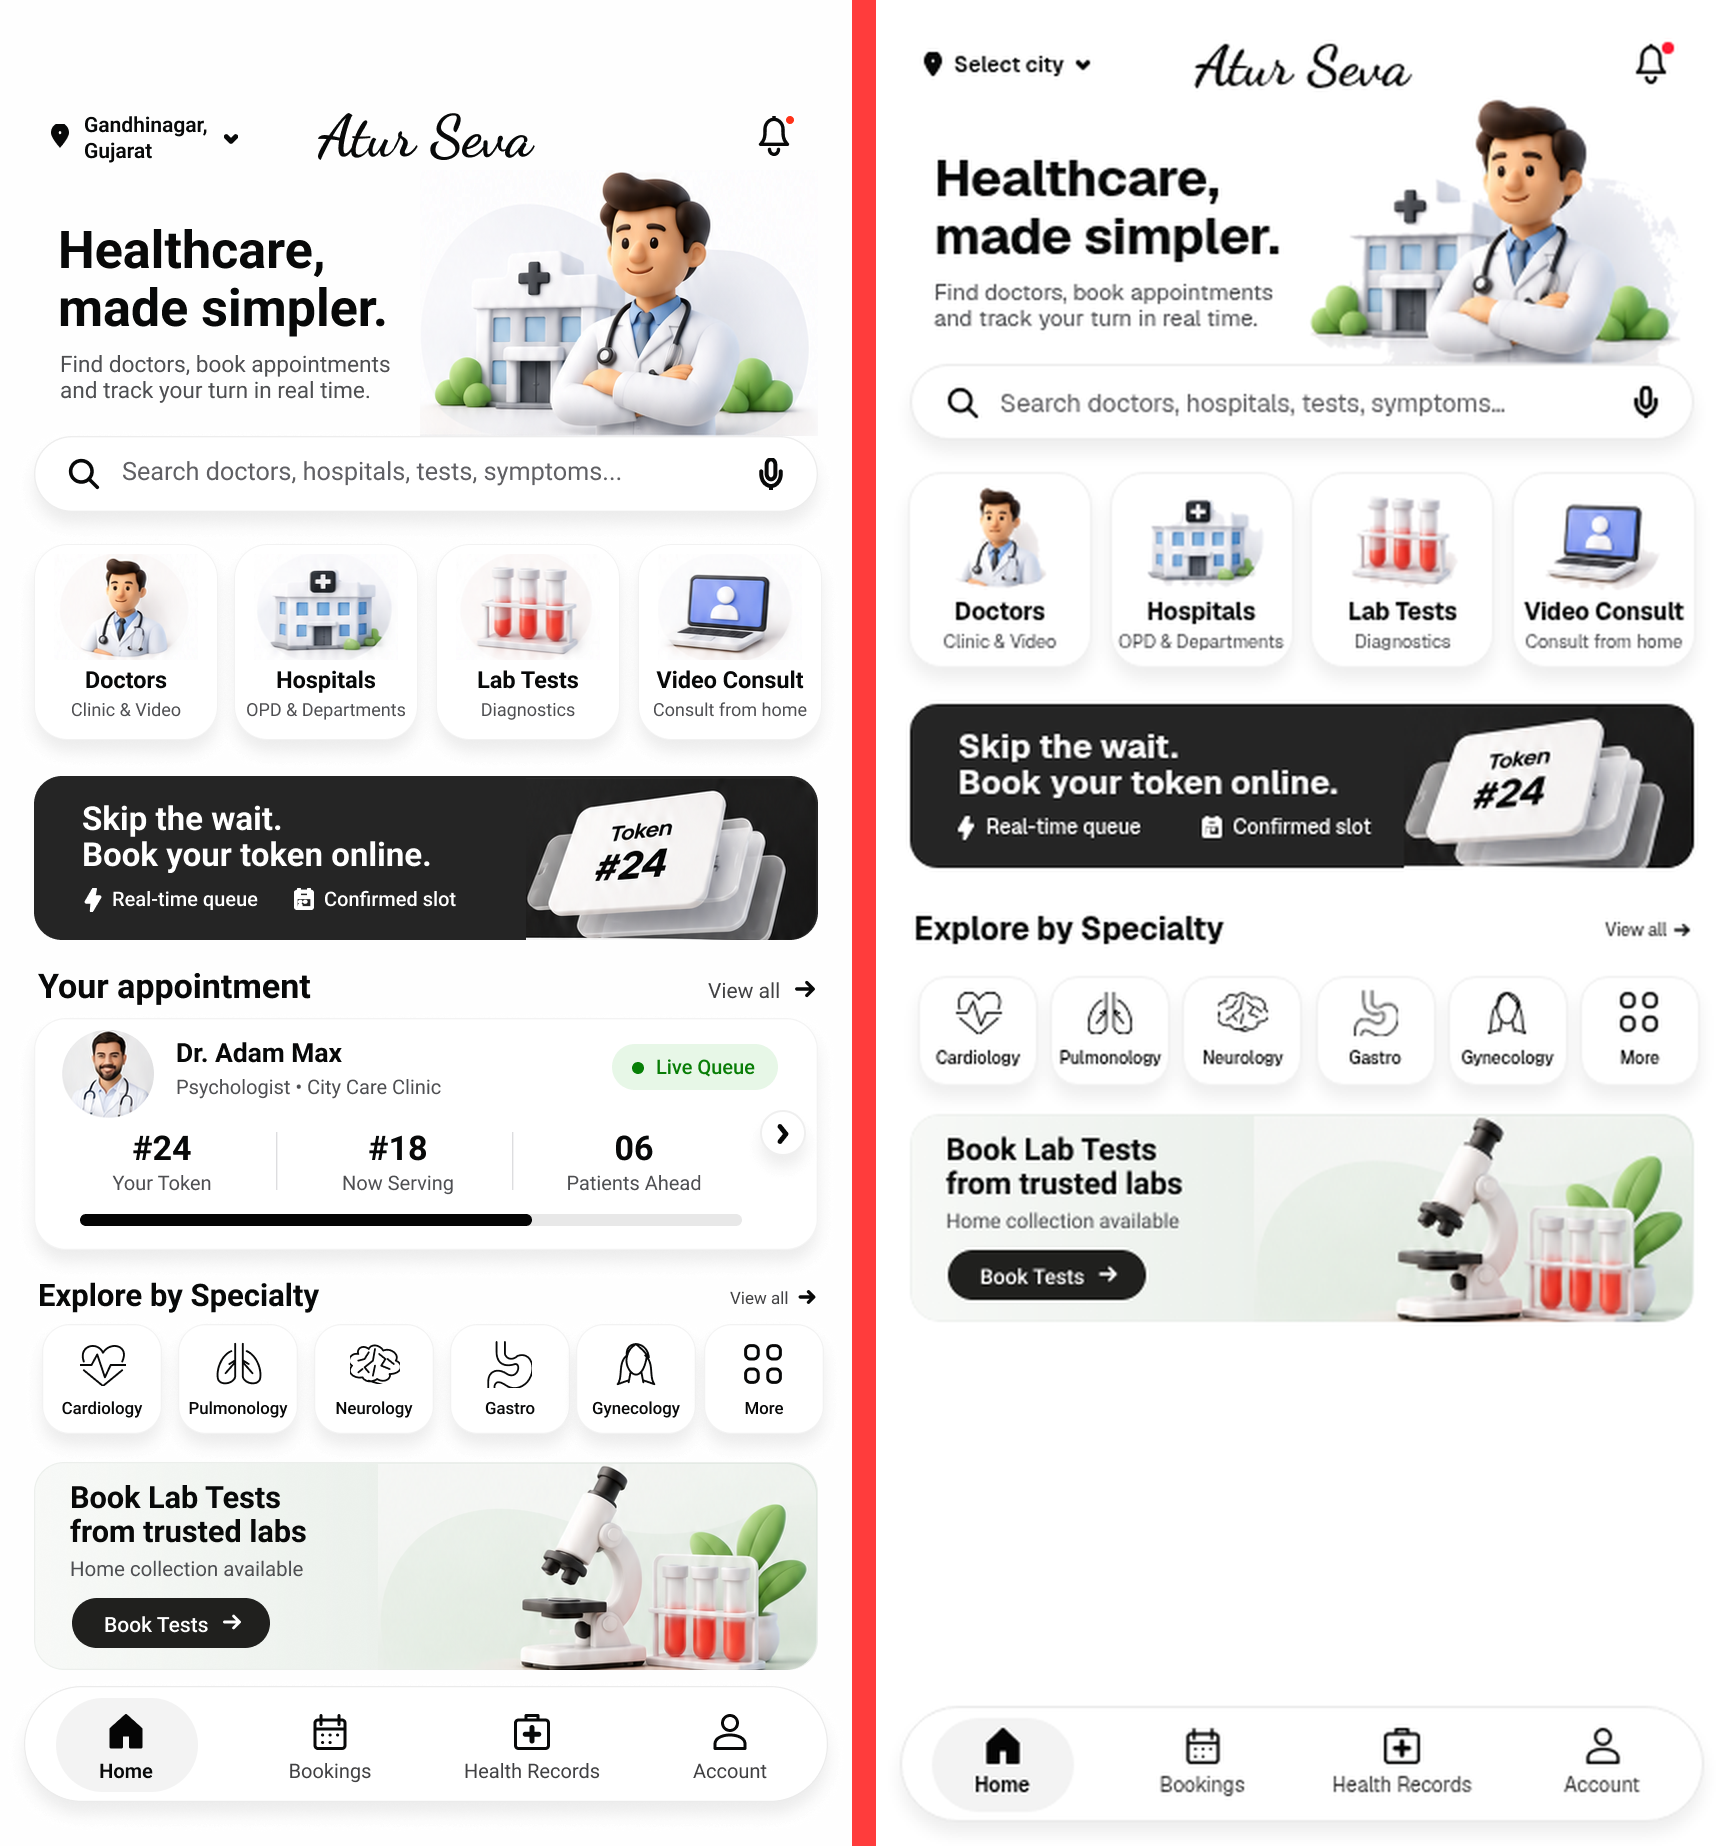 Gandhinagar,
Gujarat
Atur Seva
Healthcare,
made simpler.
Find doctors, book appointments
and track your turn in real time.
Search doctors, hospitals, tests, symptoms...
Doctors
Clinic & Video
Hospitals
OPD & Departments
Lab Tests
Diagnostics
Video Consult
Consult from home
Skip the wait.
Book your token online.
Real-time queue
Confirmed slot
Token
#24
Your appointment
View all
Dr. Adam Max
Psychologist • City Care Clinic
Live Queue
#24
Your Token
#18
Now Serving
06
Patients Ahead
Explore by Specialty
View all
Cardiology
Pulmonology
Neurology
Gastro
Gynecology
More
Book Lab Tests
from trusted labs
Home collection available
Book Tests
Home
Bookings
Health Records
Account
Select city
Atur Seva
Healthcare,
made simpler.
Find doctors, book appointments
and track your turn in real time.
Search doctors, hospitals, tests, symptoms...
Doctors
Clinic & Video
Hospitals
OPD & Departments
Lab Tests
Diagnostics
Video Consult
Consult from home
Skip the wait.
Book your token online.
Real-time queue
Confirmed slot
Token
#24
Explore by Specialty
View all
Cardiology
Pulmonology
Neurology
Gastro
Gynecology
More
Book Lab Tests
from trusted labs
Home collection available
Book Tests
Home
Bookings
Health Records
Account